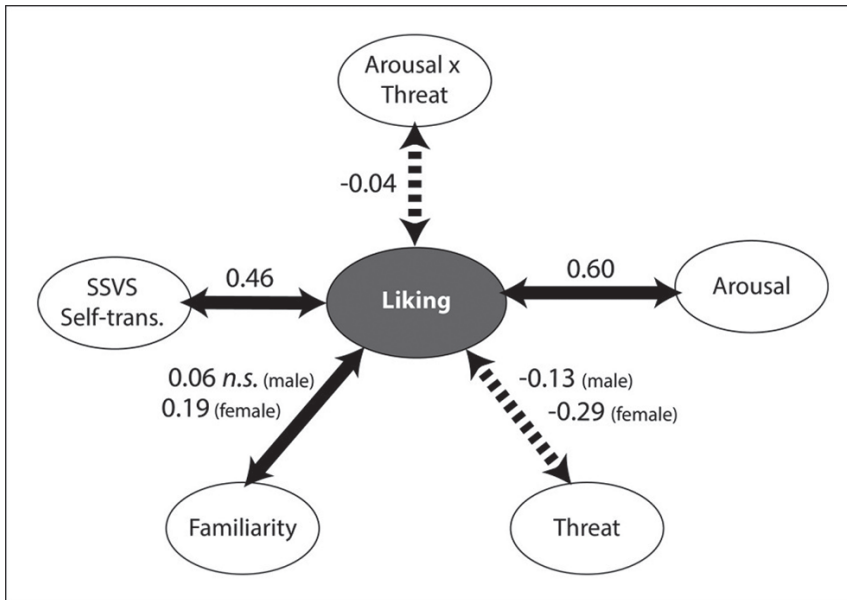 Arousal x
Threat
-0.04
SSVS
Self-trans.
0.46
Liking
0.60
Arousal
0.06 n.s. (male)
0.19 (female)
-0.13 (male)
-0.29 (female)
Familiarity
Threat